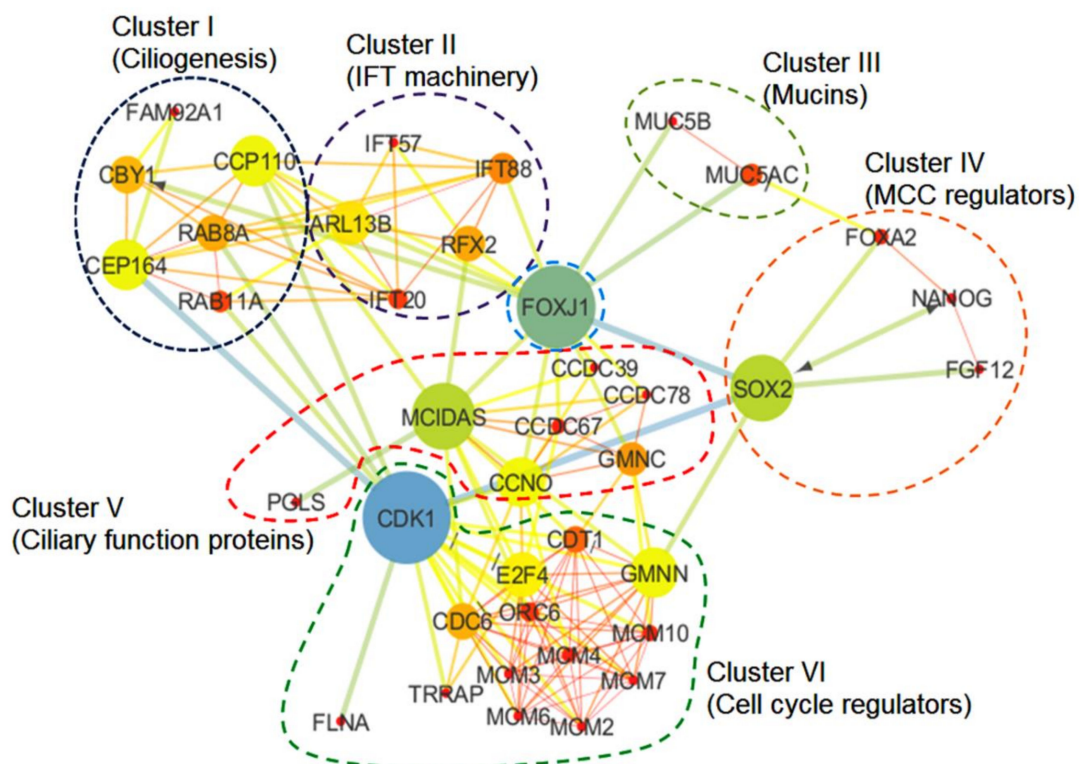 Cluster I
(Ciliogenesis)
Cluster II
(IFT machinery)
Cluster III
(Mucins)
Cluster IV
(MCC regulators)
FAM92A1
CBY1
CCP110
RAB8A
CEP164
RAB11A
IFT57
IFT88
ARL13B
RFX2
IFT20
MUC5B
MUC5AC
FOXA2
NANOG
FGF12
SOX2
FOXJ1
CCDC39
CCDC78
MCIDAS
CCDC67
GMNC
CCNO
PGLS
Cluster V
(Ciliary function proteins)
CDK1
CDT1
E2F4
GMNN
ORC6
CDC6
MCM10
MCM4
MCM3
MCM7
TRRAP
MCM6
MCM2
FLNA
Cluster VI
(Cell cycle regulators)